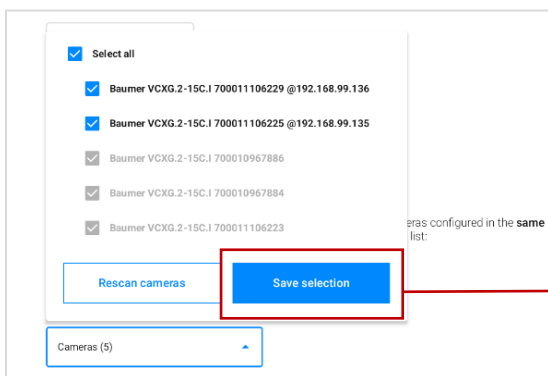 Select all
Baumer VCXG.2-15C.I 700011106229 @192.168.99.136
Baumer VCXG.2-15C.I 700011106225 @192.168.99.135
Baumer VCXG.2-15C.I 700010967886
Baumer VCXG.2-15C.I 700010967884
Baumer VCXG.2-15C.I 700011106223
eras configured in the same
list:
Rescan cameras
Save selection
Cameras (5)